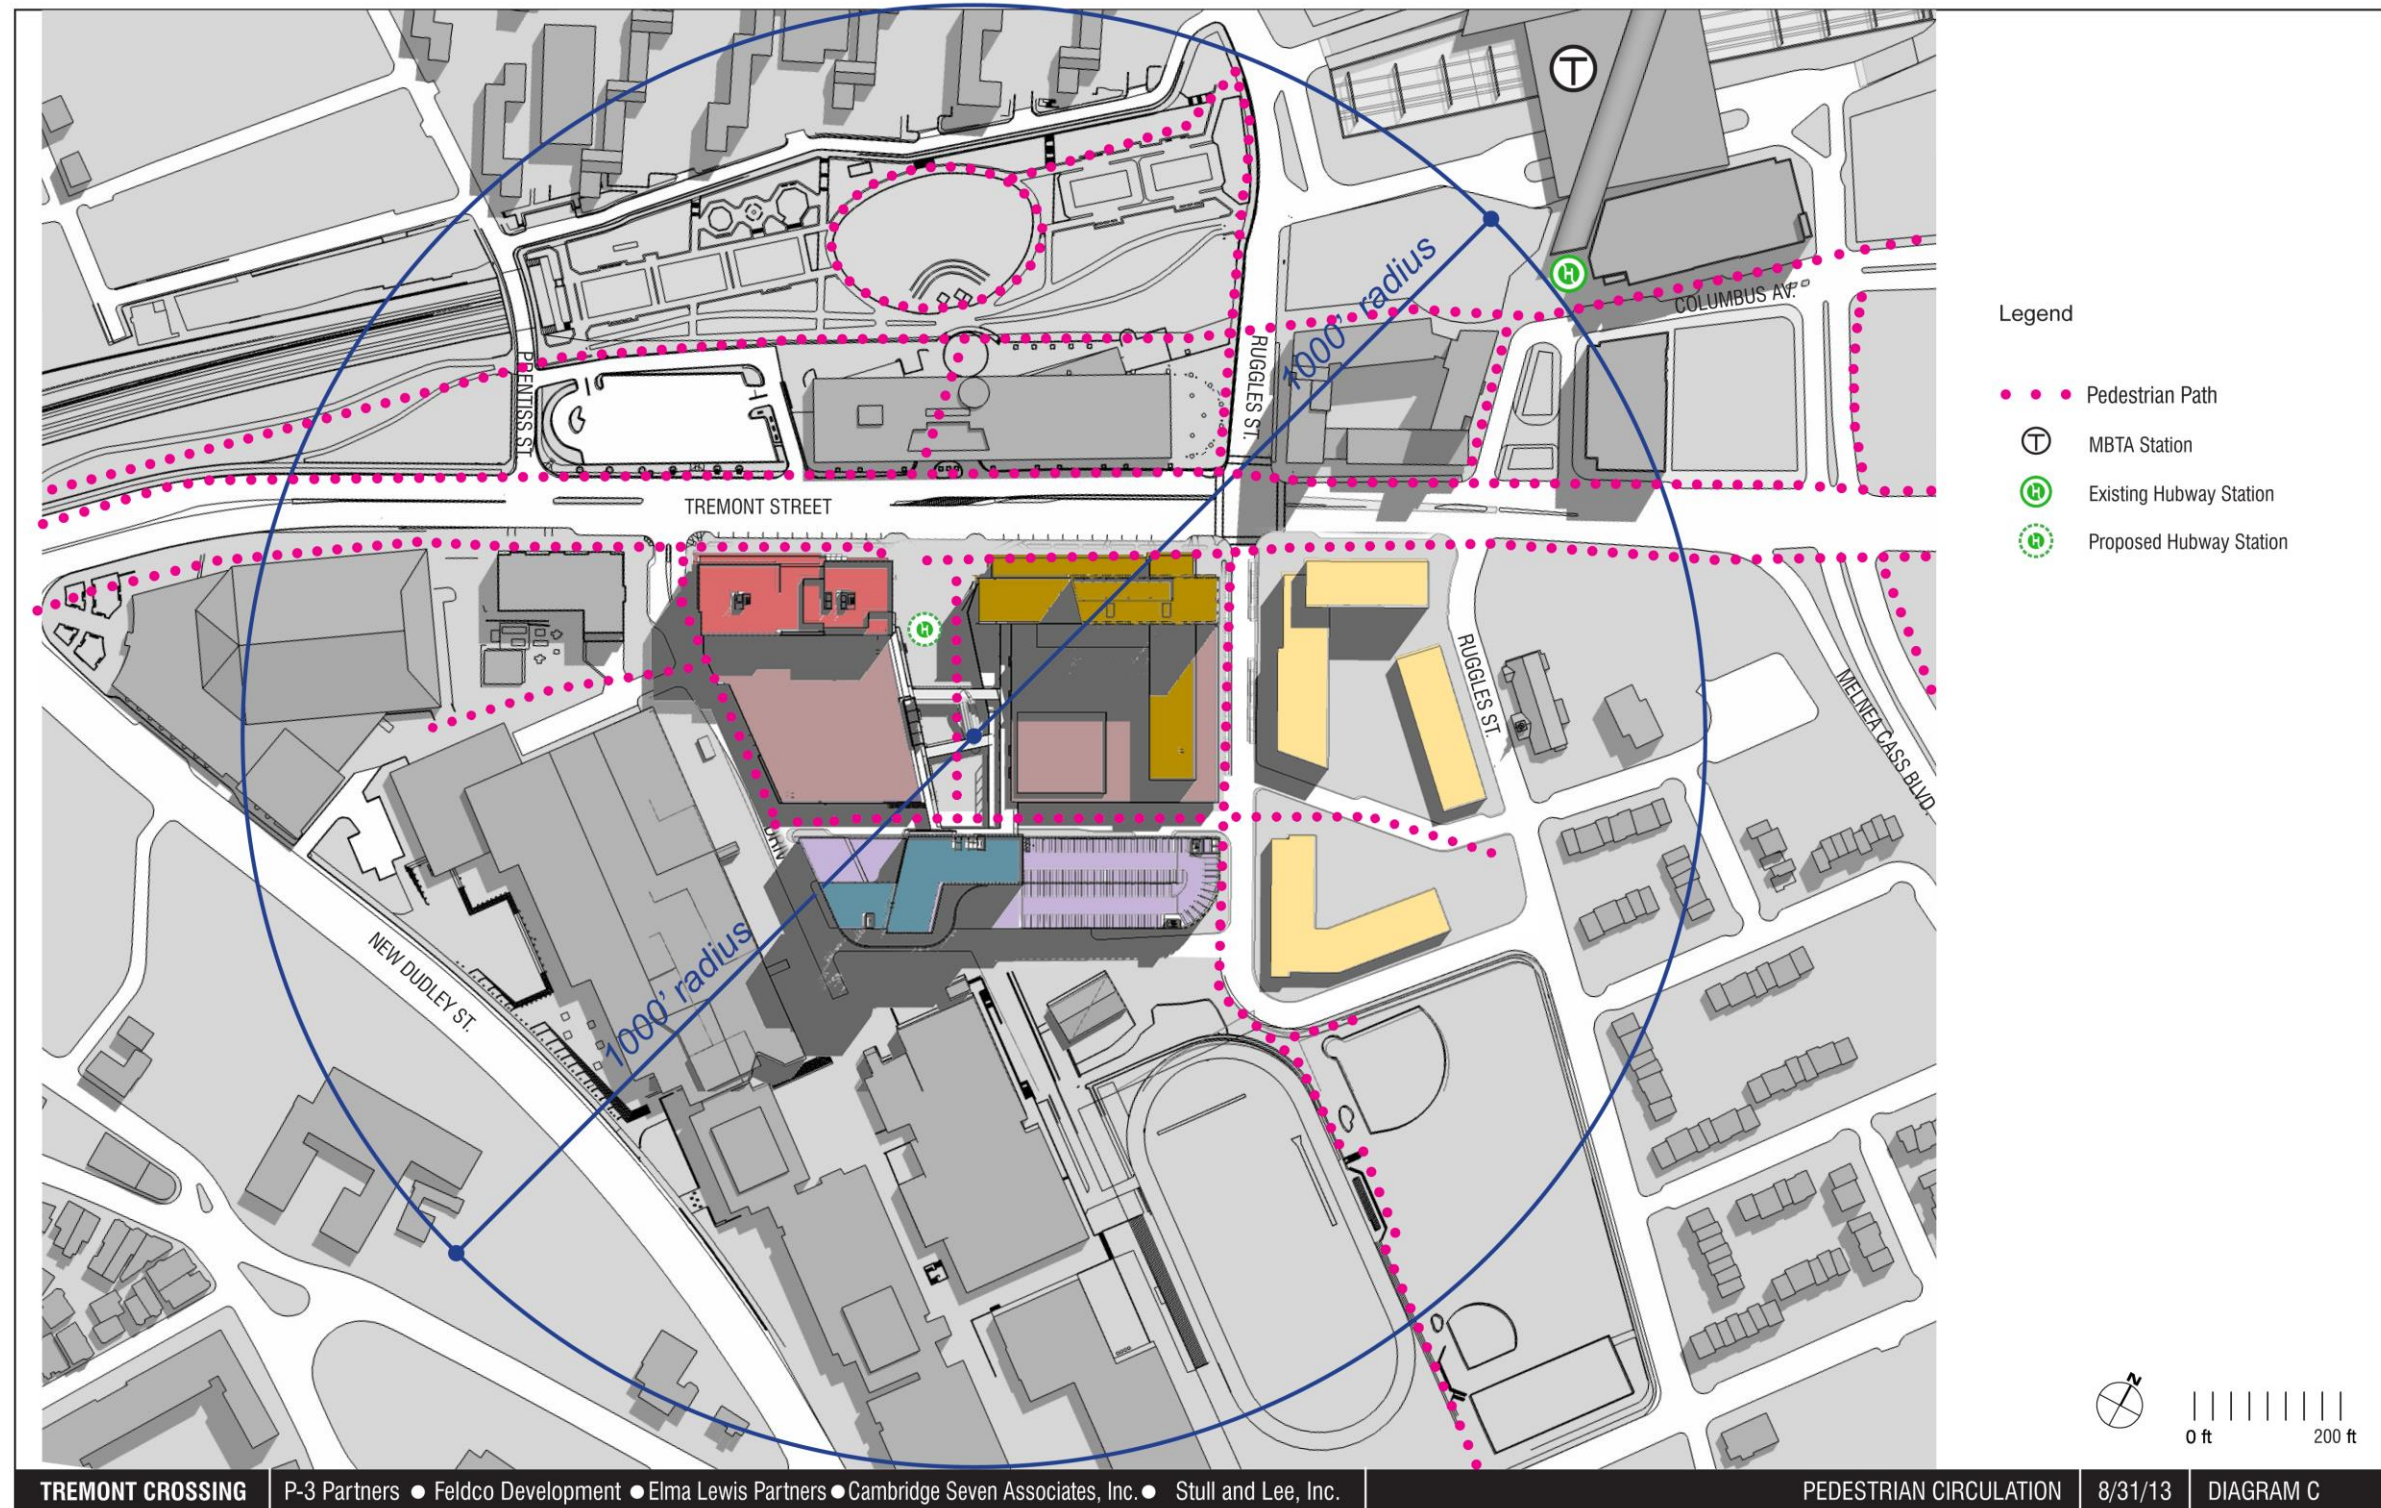 1000' radius
COLUMBUS AV.
PRENTISS ST.
RUGGLES ST.
TREMONT STREET
RUGGLES ST.
MELNEA CASS BLVD.
NEW DUDLEY ST.
1000' radius
T
H
H
Legend
Pedestrian Path
T
MBTA Station
H
Existing Hubway Station
H
Proposed Hubway Station
N
0 ft
200 ft
TREMONT CROSSING
P-3 Partners ● Feldco Development ● Elma Lewis Partners ● Cambridge Seven Associates, Inc. ● Stull and Lee, Inc.
PEDESTRIAN CIRCULATION
8/31/13
DIAGRAM C